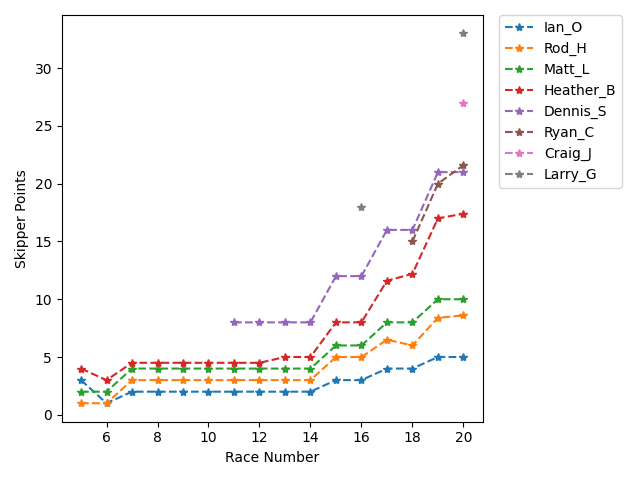 Ian_O
Rod_H
Matt_L
Heather_B
Dennis_S
Ryan_C
Craig_J
Larry_G
Skipper Points
30
25
20
15
10
5
0
6 8 10 12 14 16 18 20
Race Number